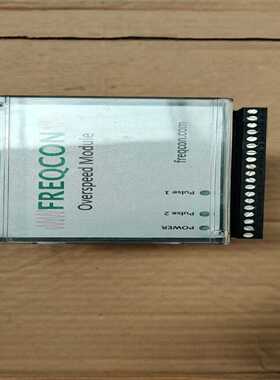 FREQCON
Overspeed Module
freqcon.com
Pulse 1
Pulse 2
POWER